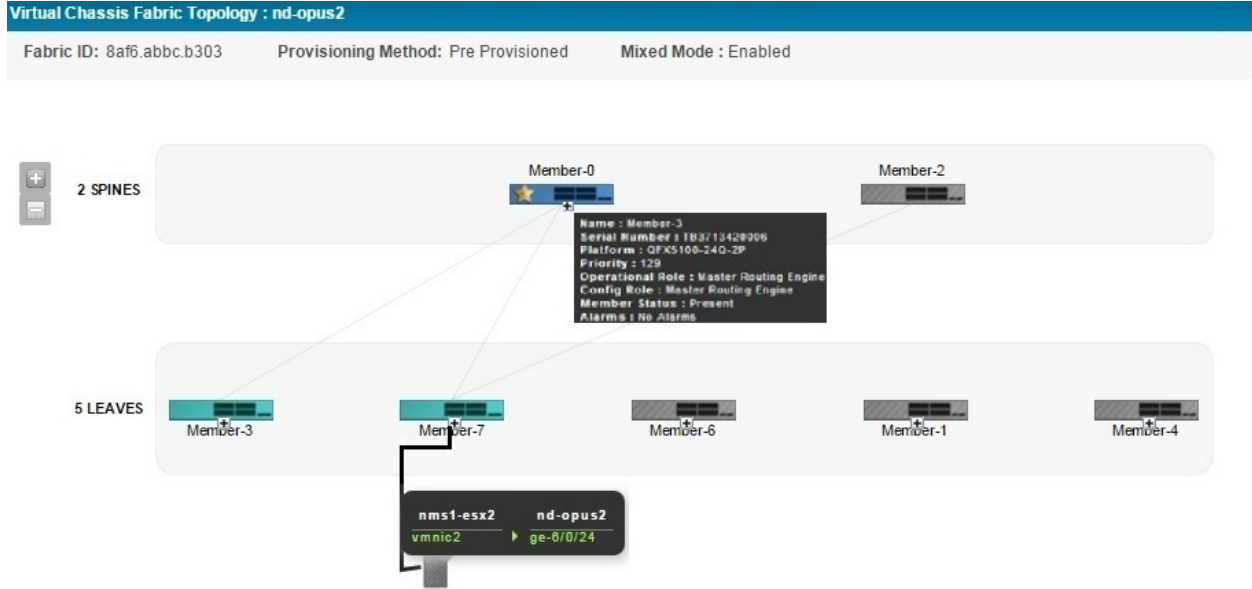 Virtual Chassis Fabric Topology : nd-opus2
Fabric ID: 8af6.abbc.b303 Provisioning Method: Pre Provisioned Mixed Mode : Enabled
Member-0 Member-2
2 SPINES
Name : Member-3
Serial Number : TB3713420006
Platform : QFX5100-24Q-2P
Priority : 129
Operational Role : Master Routing Engine
Config Role : Master Routing Engine
Member Status : Present
Alarms : No Alarms
5 LEAVES
Member-3 Member-7 Member-6 Member-1 Member-4
nms1-esx2 nd-opus2
vmnic2 ge-6/0/24